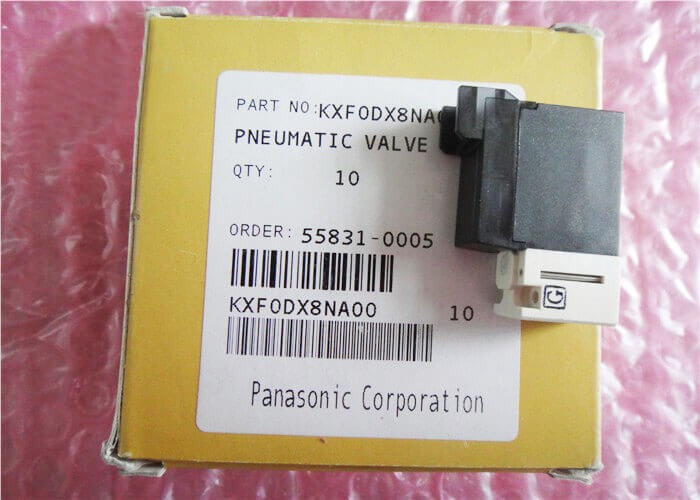 PART NO:KXF0DX8NA0
PNEUMATIC VALVE
QTY: 10
ORDER: 55831-0005
KXF0DX8NA00 10
Panasonic Corporation
G